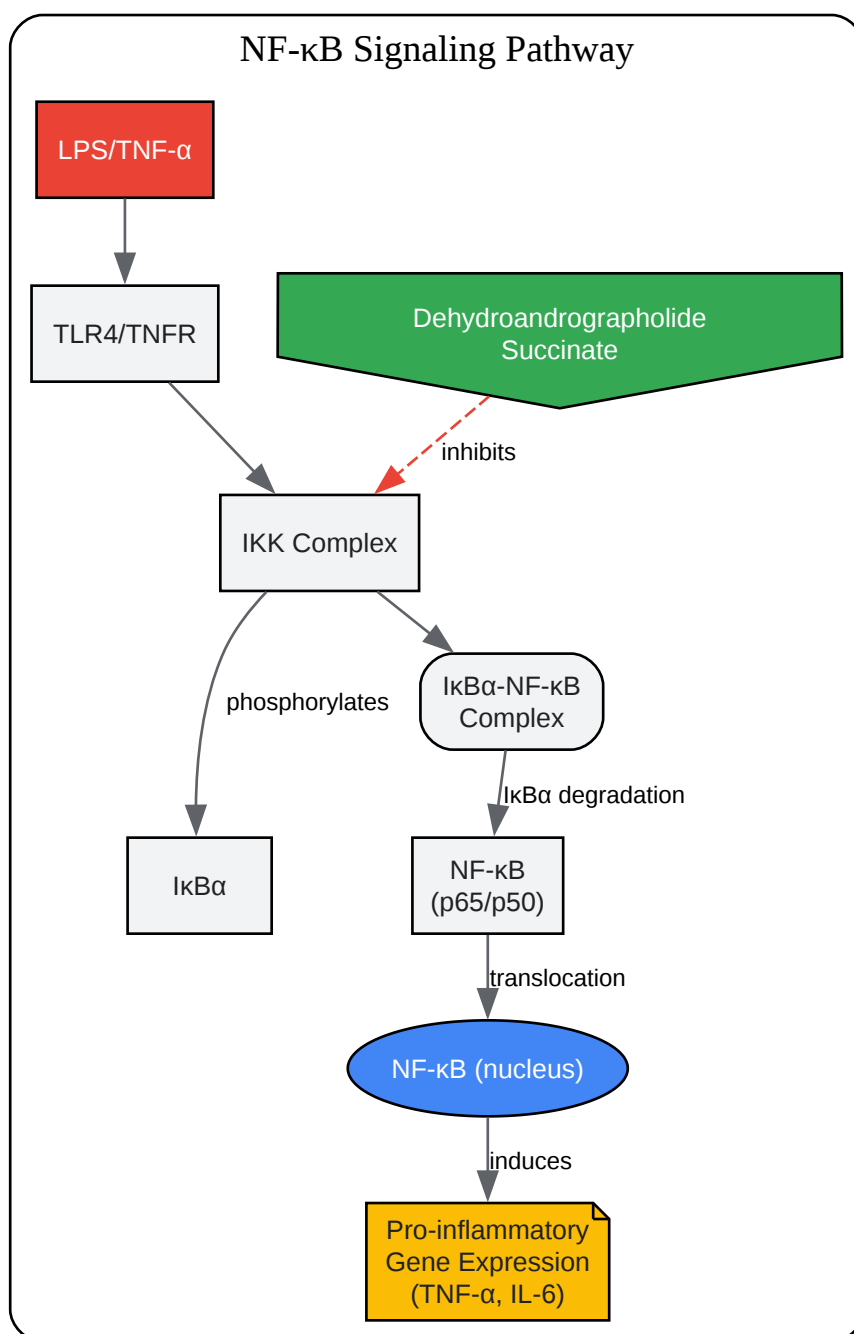 NF-κB Signaling Pathway
LPS/TNF-α
TLR4/TNFR
Dehydroandrographolide
Succinate
inhibits
IKK Complex
phosphorylates
IκBα-NF-κB
Complex
IκBα degradation
IκBα
NF-κB
(p65/p50)
translocation
NF-κB (nucleus)
induces
Pro-inflammatory
Gene Expression
(TNF-α, IL-6)